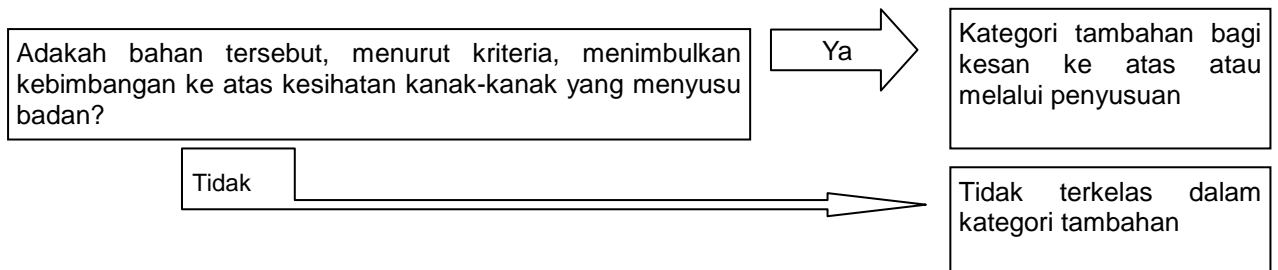 Adakah bahan tersebut, menurut kriteria, menimbulkan
kebimbangan ke atas kesihatan kanak-kanak yang menyusu
badan?
Ya
Kategori tambahan bagi
kesan ke atas atau
melalui penyusuan
Tidak
Tidak terkelas dalam
kategori tambahan